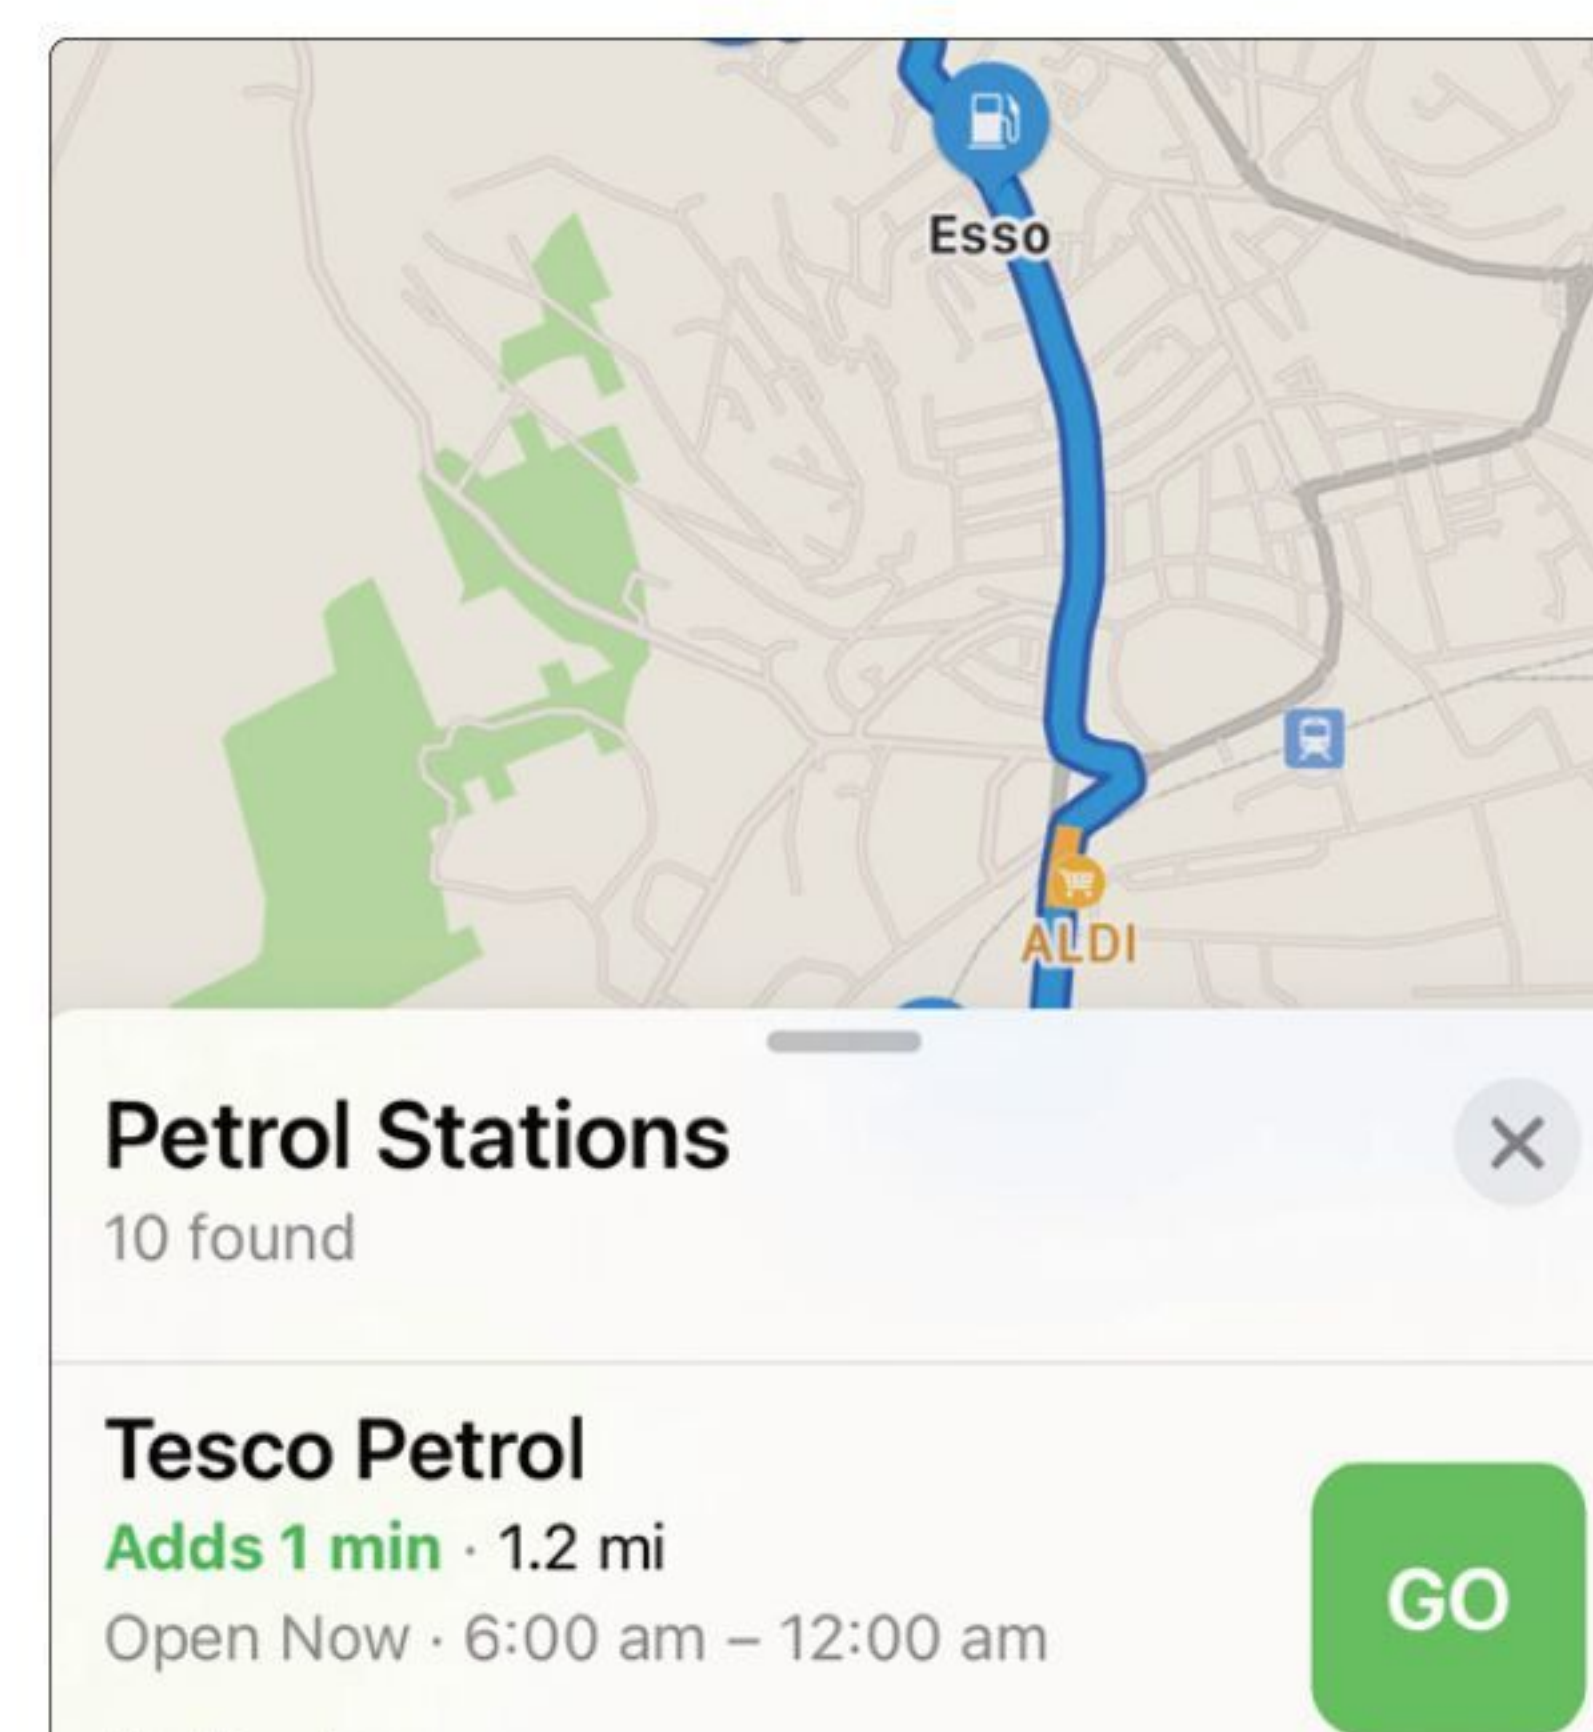 Esso
ALDI
Petrol Stations
10 found
Tesco Petrol
Adds 1 min · 1.2 mi
Open Now · 6:00 am – 12:00 am
GO